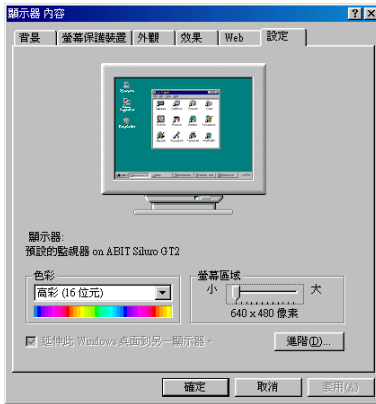 顯示器 內容
背景 螢幕保護裝置 外觀 效果 Web 設定
顯示器:
預設的監視器 on ABIT Siluro GT2
色彩 螢幕區域
高彩 (16 位元) 小 大
640 x 480 像素
延伸此 Windows 桌面到另一顯示器。
進階(D)...
確定 取消 套用(A)